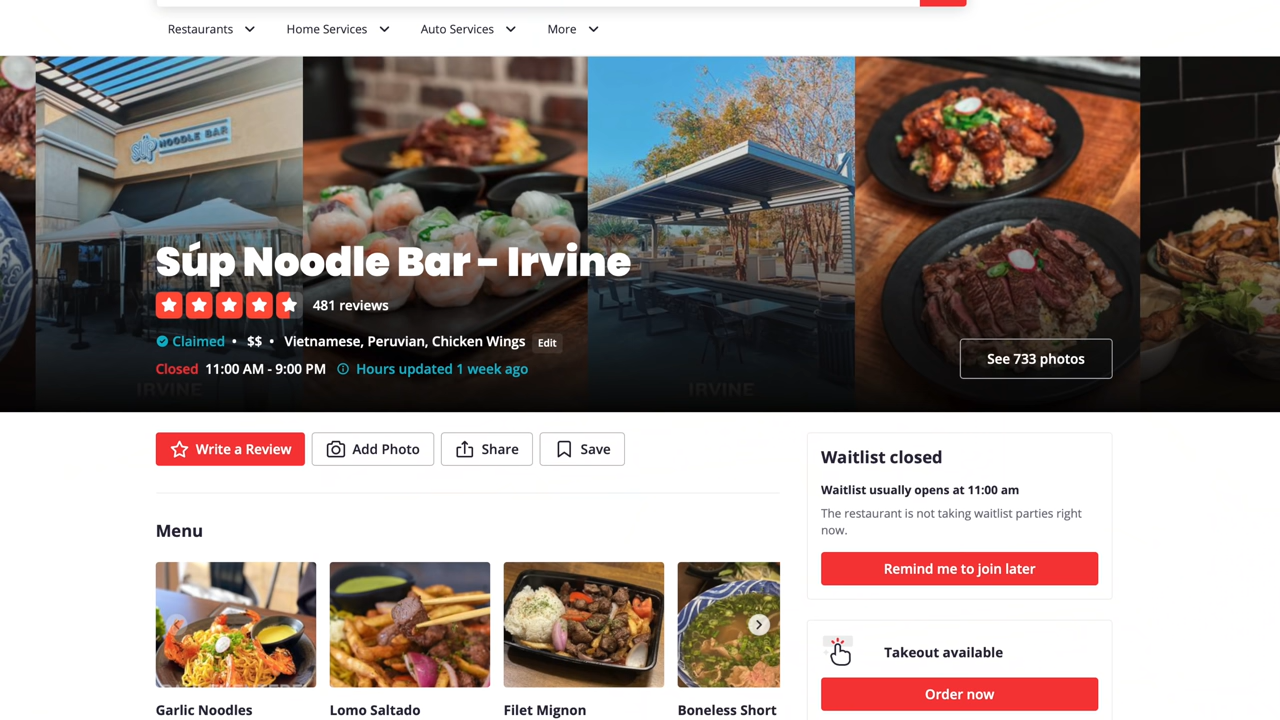 Restaurants
Home Services
Auto Services
More
súp NOODLE BAR
Súp Noodle Bar – Irvine
481 reviews
Claimed • $$ • Vietnamese, Peruvian, Chicken Wings Edit
Closed 11:00 AM - 9:00 PM Hours updated 1 week ago
IRVINE
IRVINE
See 733 photos
Write a Review
Add Photo
Share
Save
Menu
Garlic Noodles
Lomo Saltado
Filet Mignon
Boneless Short
Waitlist closed
Waitlist usually opens at 11:00 am
The restaurant is not taking waitlist parties right
now.
Remind me to join later
Takeout available
Order now